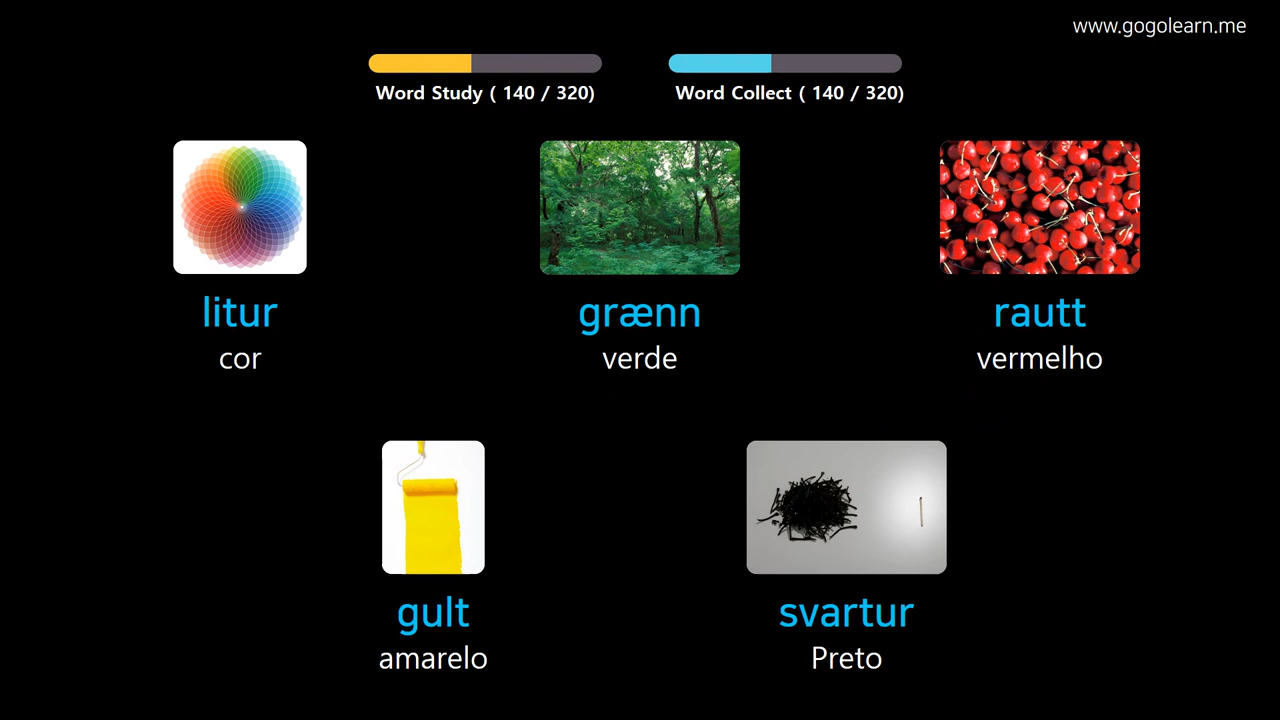 www.gogolearn.me
Word Study ( 140 / 320)
Word Collect ( 140 / 320)
litur
cor
grænn
verde
rautt
vermelho
gult
amarelo
svartur
Preto